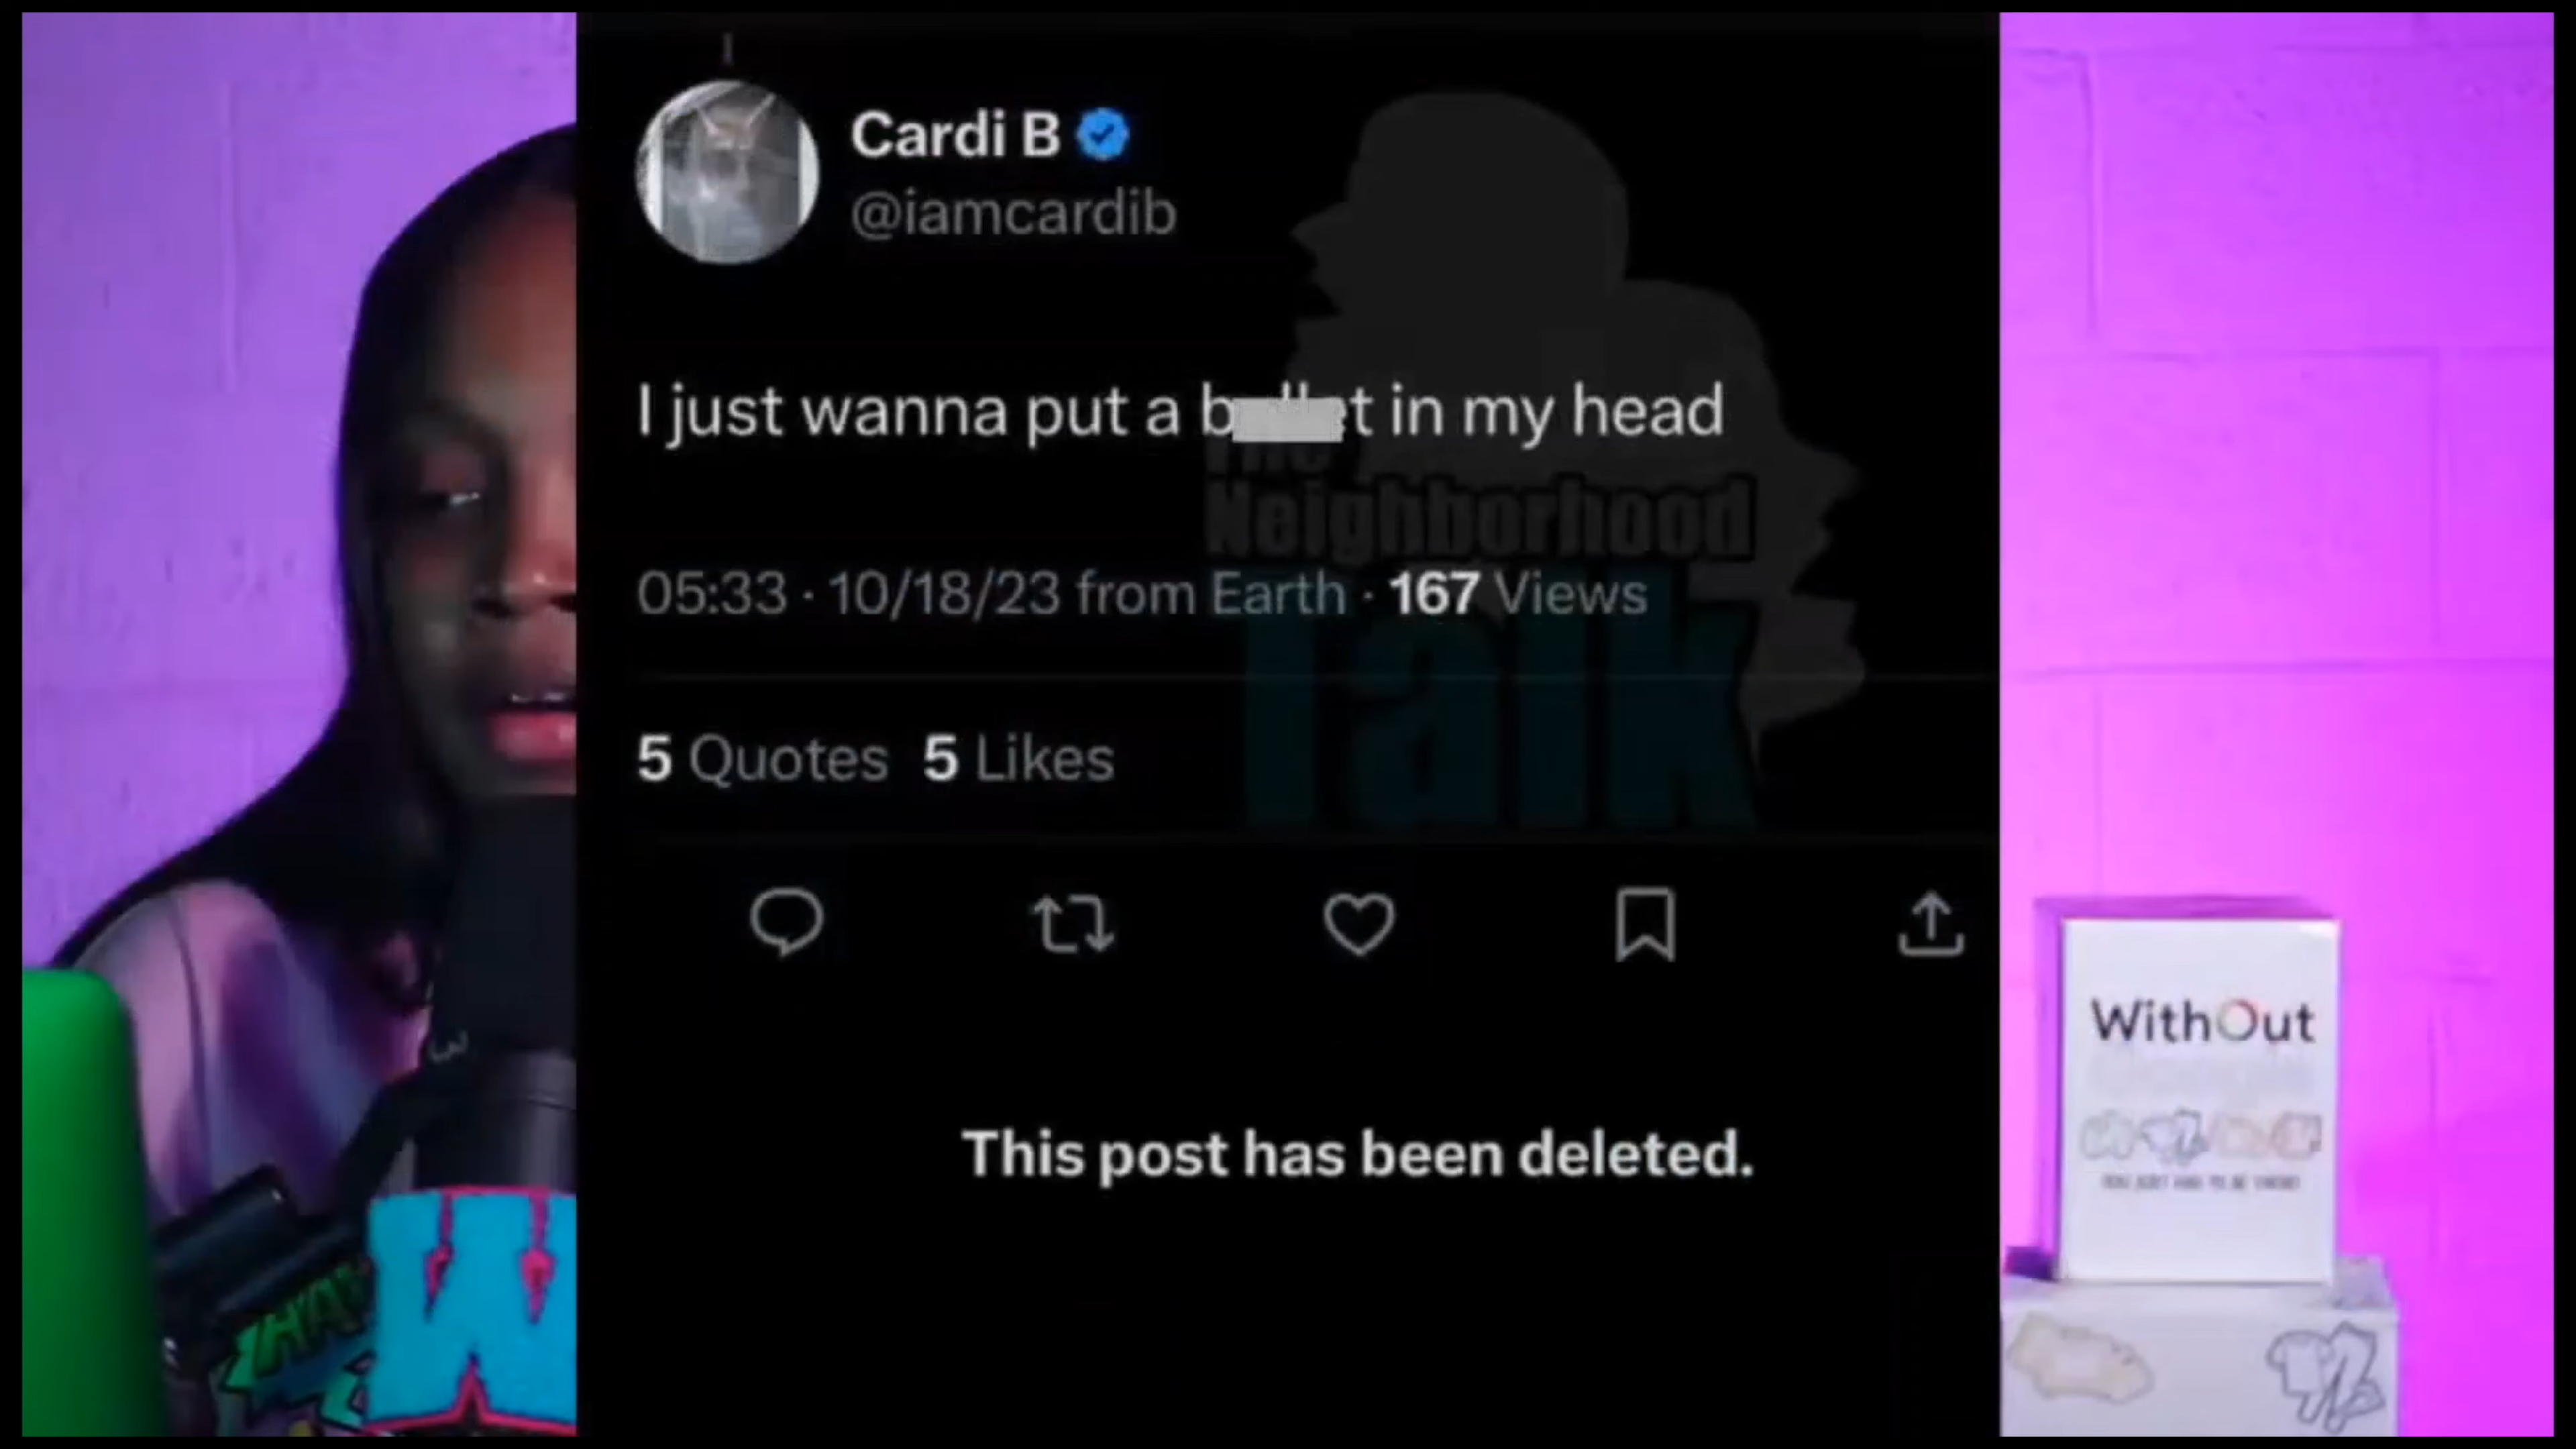 Cardi B
@iamcardib
I just wanna put a b t in my head
The
Neighborhood
Talk
05:33 · 10/18/23 from Earth · 167 Views
5 Quotes 5 Likes
This post has been deleted.
WithOut
W